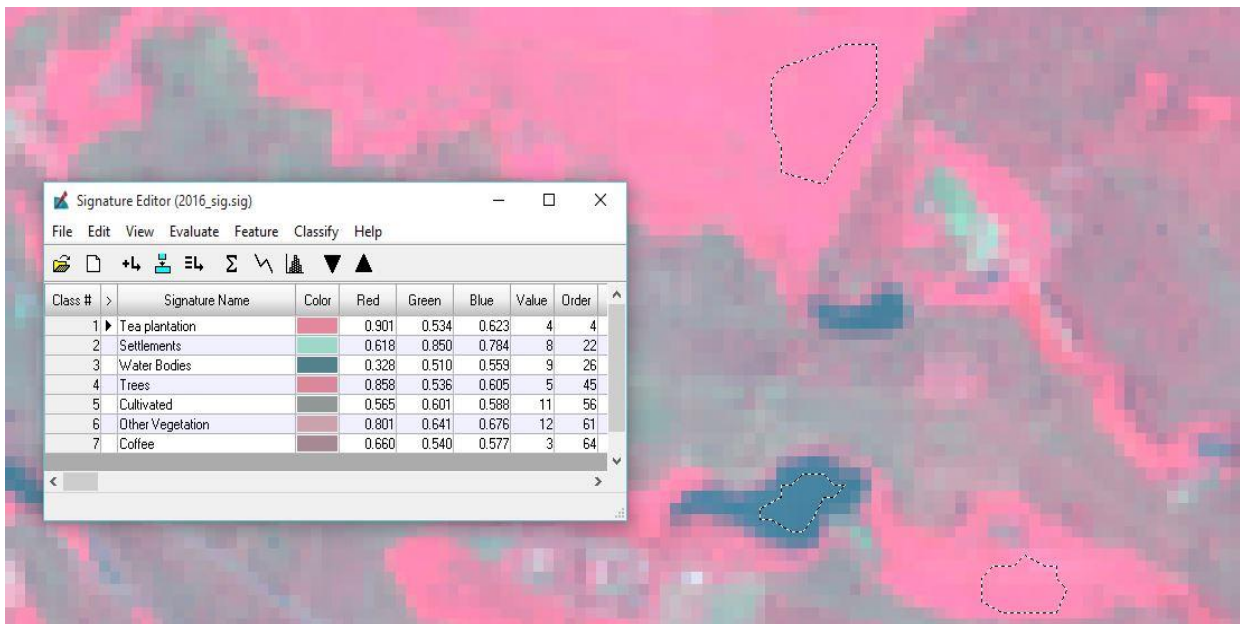 Signature Editor (2016_sig.sig)
File Edit View Evaluate Feature Classify Help
Class # > Signature Name Color Red Green Blue Value Order
1 Tea plantation 0.901 0.534 0.623 4 4
2 Settlements 0.618 0.850 0.784 8 22
3 Water Bodies 0.328 0.510 0.559 9 26
4 Trees 0.858 0.536 0.605 5 45
5 Cultivated 0.565 0.601 0.588 11 56
6 Other Vegetation 0.801 0.641 0.676 12 61
7 Coffee 0.660 0.540 0.577 3 64